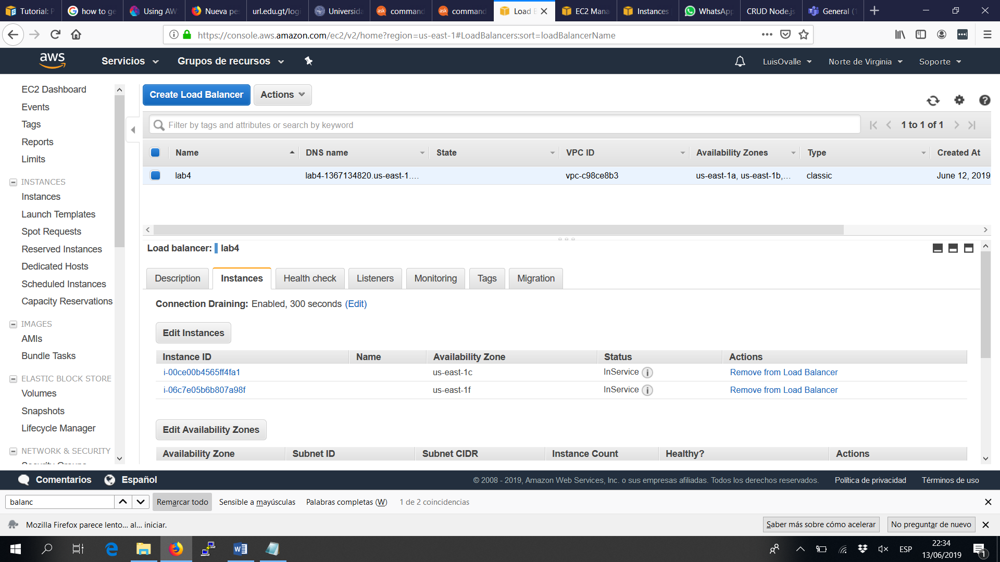 Tutorial: P
how to ge
Using AW
Nueva pes
url.edu.gt/logi
Universida
command
command
Load B
EC2 Mana
Instances
WhatsApp
CRUD Node.js
General (1
https://console.aws.amazon.com/ec2/v2/home?region=us-east-1#LoadBalancers:sort=loadBalancerName
aws Servicios Grupos de recursos LuisOvalle Norte de Virginia Soporte
EC2 Dashboard
Events
Tags
Reports
Limits
INSTANCES
Instances
Launch Templates
Spot Requests
Reserved Instances
Dedicated Hosts
Scheduled Instances
Capacity Reservations
IMAGES
AMIs
Bundle Tasks
ELASTIC BLOCK STORE
Volumes
Snapshots
Lifecycle Manager
NETWORK & SECURITY
Security Groups
Create Load Balancer Actions
Filter by tags and attributes or search by keyword 1 to 1 of 1
Name DNS name State VPC ID Availability Zones Type Created At
lab4 lab4-1367134820.us-east-1.... vpc-c98ce8b3 us-east-1a, us-east-1b,... classic June 12, 2019
Load balancer: lab4
Description Instances Health check Listeners Monitoring Tags Migration
Connection Draining: Enabled, 300 seconds (Edit)
Edit Instances
Instance ID Name Availability Zone Status Actions
i-00ce00b4565ff4fa1 us-east-1c InService Remove from Load Balancer
i-06c7e05b6b807a98f us-east-1f InService Remove from Load Balancer
Edit Availability Zones
Availability Zone Subnet ID Subnet CIDR Instance Count Healthy? Actions
Comentarios Español © 2008 - 2019, Amazon Web Services, Inc. o sus empresas afiliadas. Todos los derechos reservados. Política de privacidad Términos de uso
balanc Remarcar todo Sensible a mayúsculas Palabras completas (W) 1 de 2 coincidencias
Mozilla Firefox parece lento... al... iniciar. Saber más sobre cómo acelerar No preguntar de nuevo
ESP
22:34
13/06/2019
1